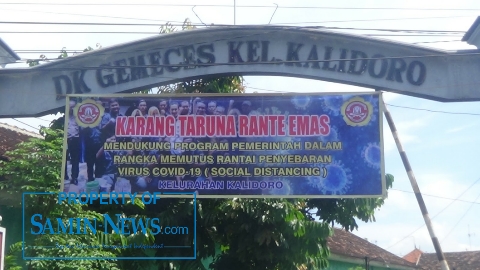 DK GEMECES KEL. KALIDORO
KARANG TARUNA RANTE EMAS
MENDUKUNG PROGRAM PEMERINTAH DALAM
RANGKA MEMUTUS RANTAI PENYEBARAN
VIRUS COVID-19 ( SOCIAL DISTANCING )
KELURAHAN KALIDORO
PROPERTY OF
SAMIN NEWS.com